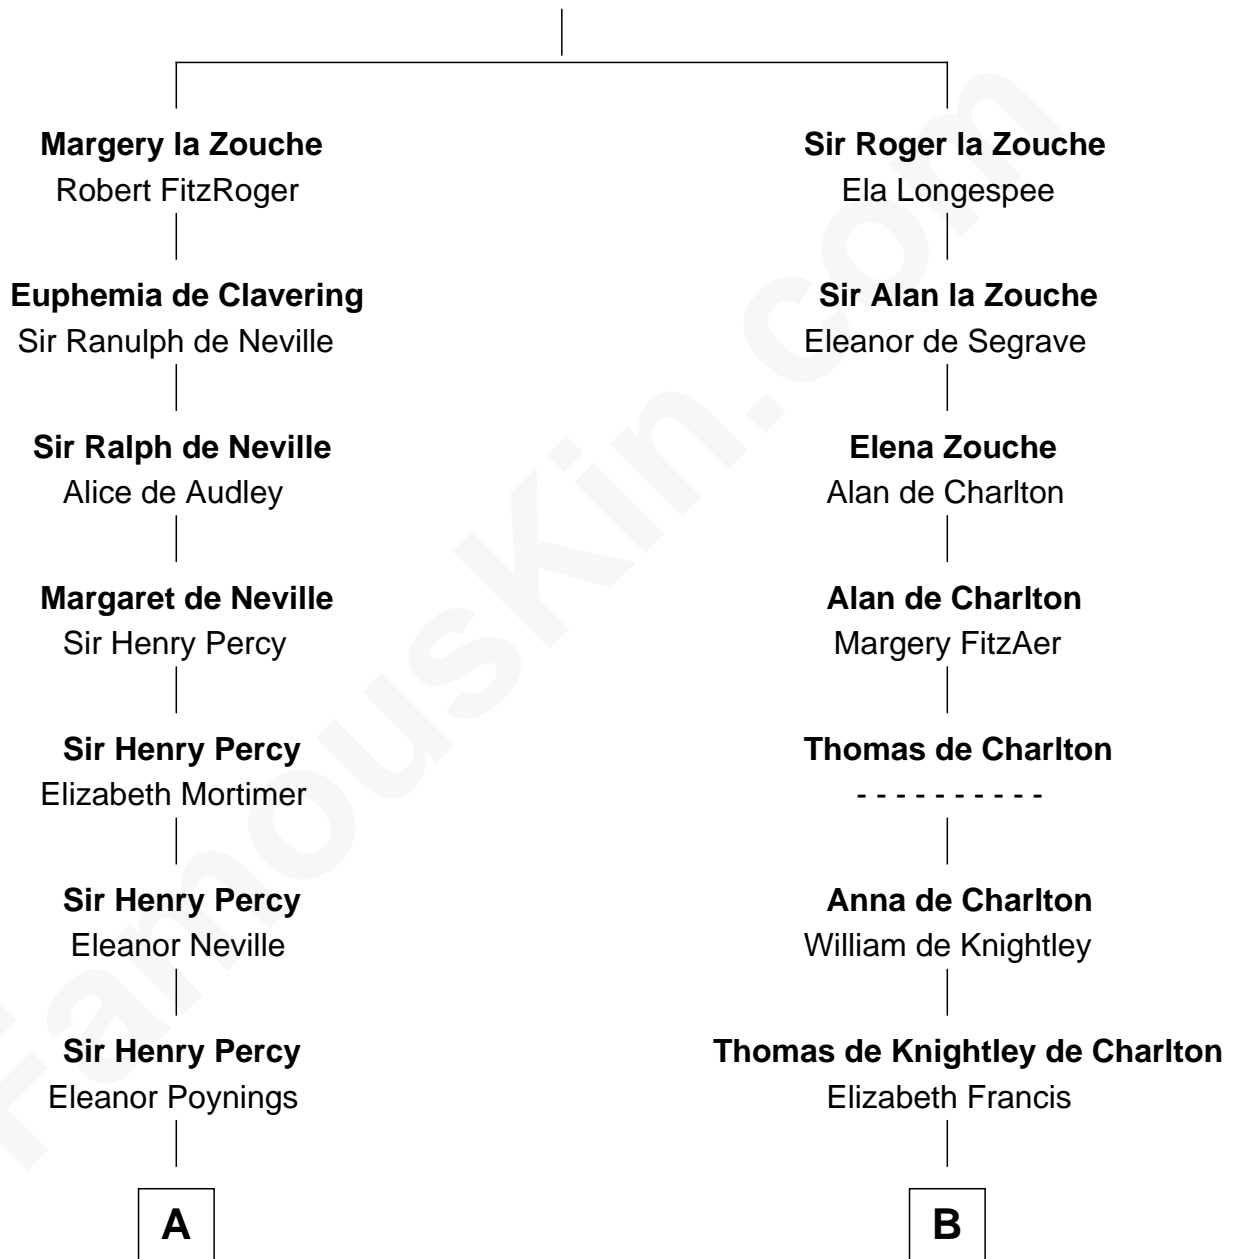 Margery la Zouche
Robert FitzRoger
Euphemia de Clavering
Sir Ranulph de Neville
Sir Ralph de Neville
Alice de Audley
Margaret de Neville
Sir Henry Percy
Sir Henry Percy
Elizabeth Mortimer
Sir Henry Percy
Eleanor Neville
Sir Henry Percy
Eleanor Poynings
A
Sir Roger la Zouche
Ela Longespee
Sir Alan la Zouche
Eleanor de Segrave
Elena Zouche
Alan de Charlton
Alan de Charlton
Margery FitzAer
Thomas de Charlton
- - - - - - - - - -
Anna de Charlton
William de Knightley
Thomas de Knightley de Charlton
Elizabeth Francis
B
FamousKin.com